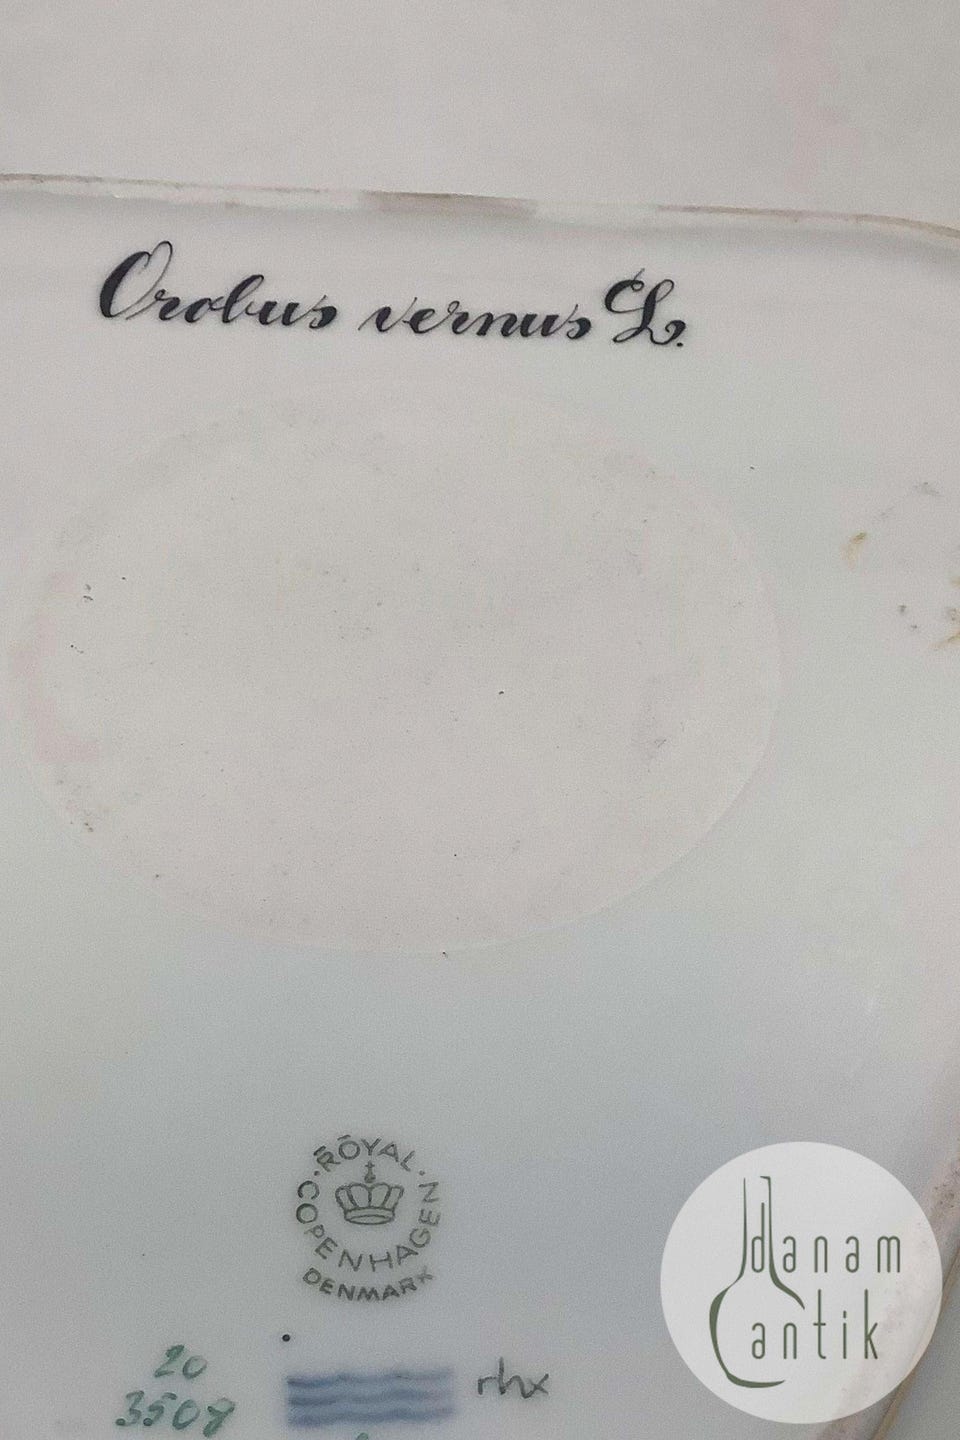 Orobus vernus L.
ROYAL
COPENHAGEN
DENMARK
20
3508
rhx
danam
antik